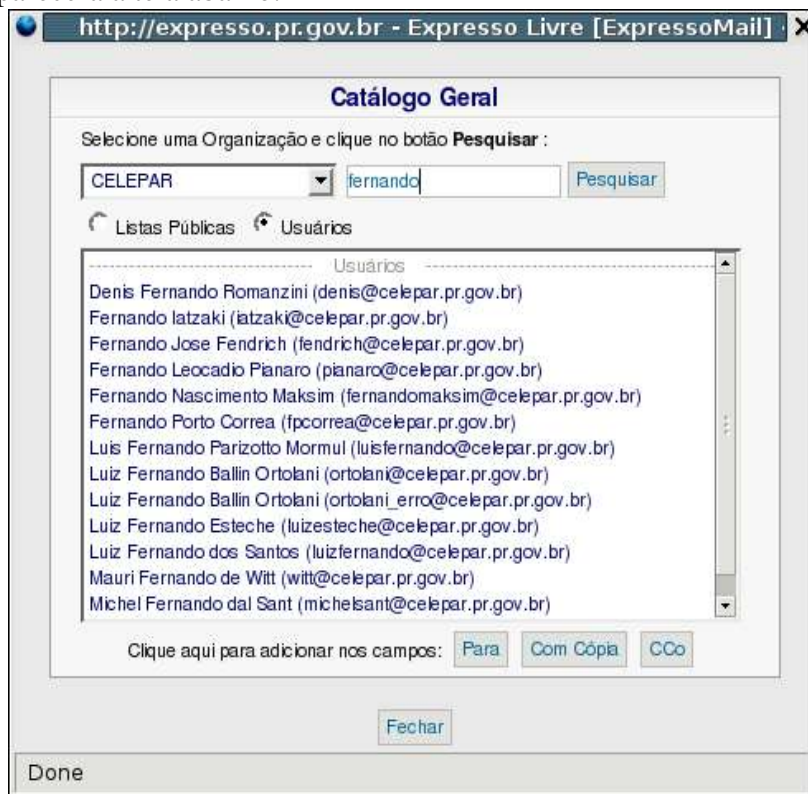 http://expresso.pr.gov.br - Expresso Livre [ExpressoMail]
Catálogo Geral
Selecione uma Organização e clique no botão Pesquisar :
CELEPAR fernando Pesquisar
Listas Públicas Usuários
Usuários
Denis Fernando Romanzini (denis@celepar.pr.gov.br)
Fernando Iatzaki (iatzaki@celepar.pr.gov.br)
Fernando Jose Fendrich (fendrich@celepar.pr.gov.br)
Fernando Leocadio Pianaro (pianaro@celepar.pr.gov.br)
Fernando Nascimento Maksim (fernandomaksim@celepar.pr.gov.br)
Fernando Porto Correa (fpcorrea@celepar.pr.gov.br)
Luis Fernando Parizotto Mormul (luisfernando@celepar.pr.gov.br)
Luiz Fernando Ballin Ortolani (ortolani@celepar.pr.gov.br)
Luiz Fernando Ballin Ortolani (ortolani_erro@celepar.pr.gov.br)
Luiz Fernando Esteche (luizesteche@celepar.pr.gov.br)
Luiz Fernando dos Santos (luizfernando@celepar.pr.gov.br)
Mauri Fernando de Witt (witt@celepar.pr.gov.br)
Michel Fernando dal Sant (michelsant@celepar.pr.gov.br)
Clique aqui para adicionar nos campos: Para Com Cópia CCo
Fechar
Done